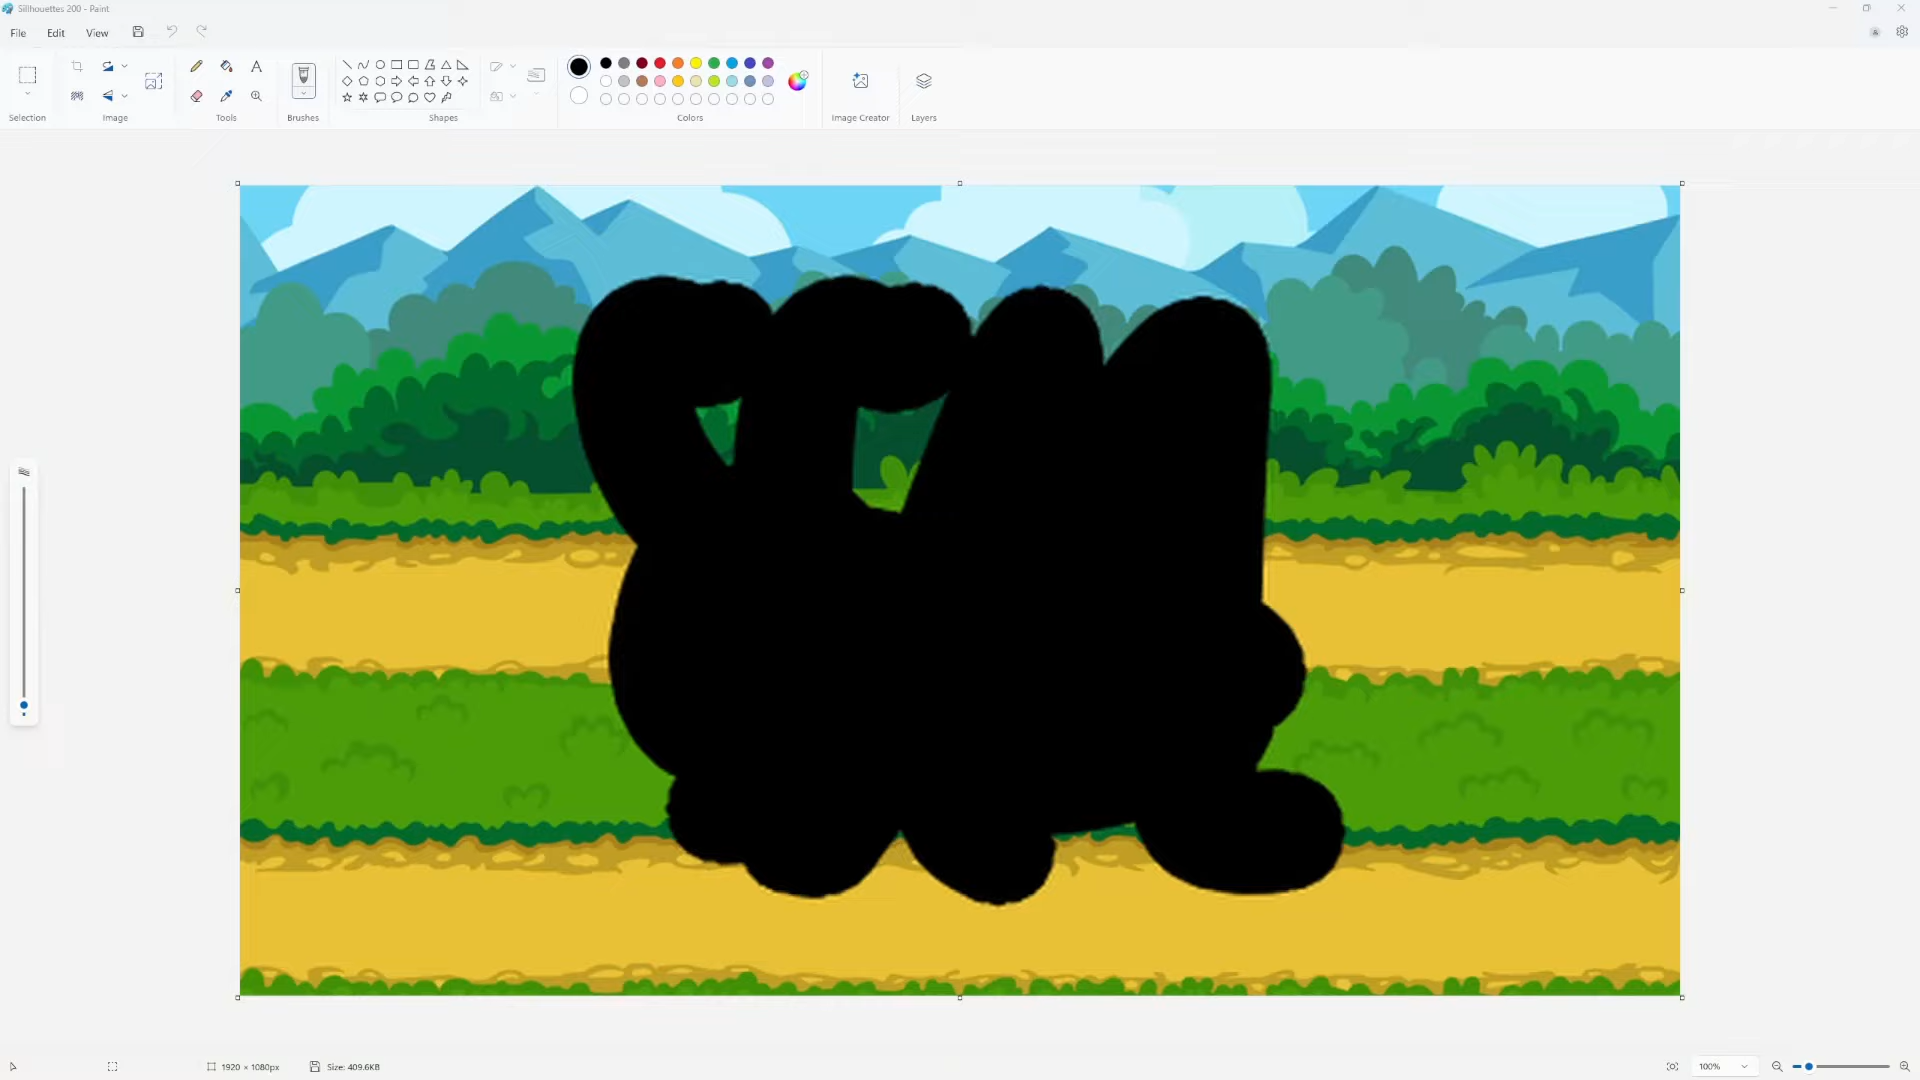 Sillhouettes 200 - Paint
File Edit View
Selection Image Tools Brushes Shapes Colors Image Creator Layers
1920 × 1080px Size: 409.6KB 100%